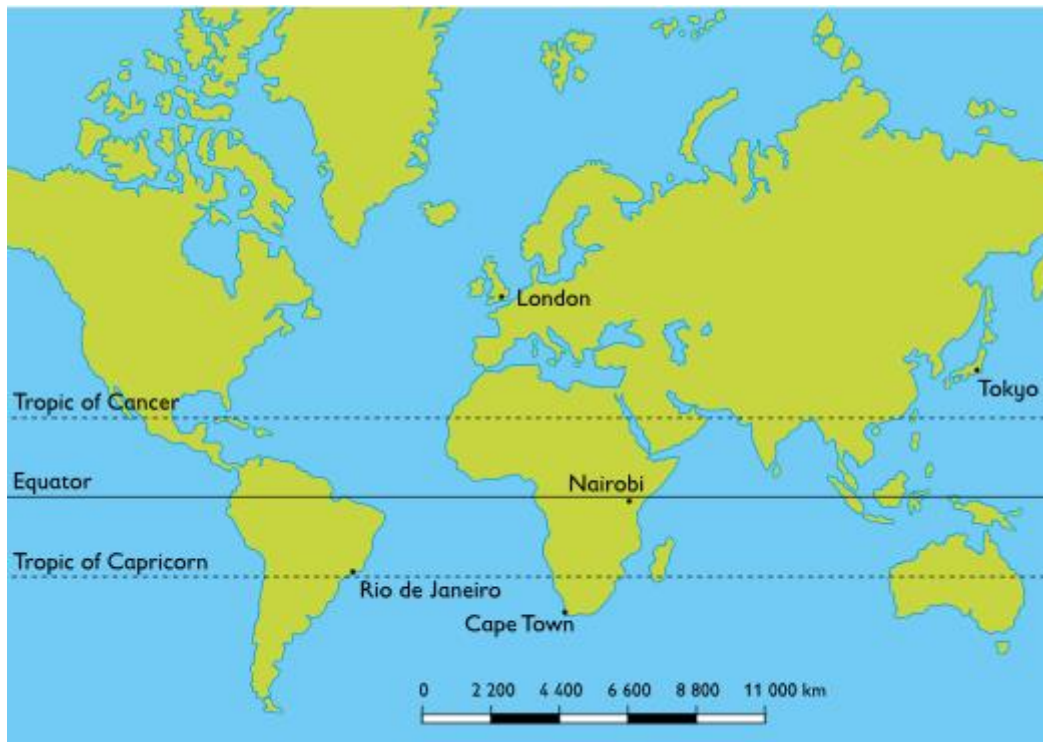 London
Tokyo
Tropic of Cancer
Equator
Nairobi
Tropic of Capricorn
Rio de Janeiro
Cape Town
0 2 200 4 400 6 600 8 800 11 000 km